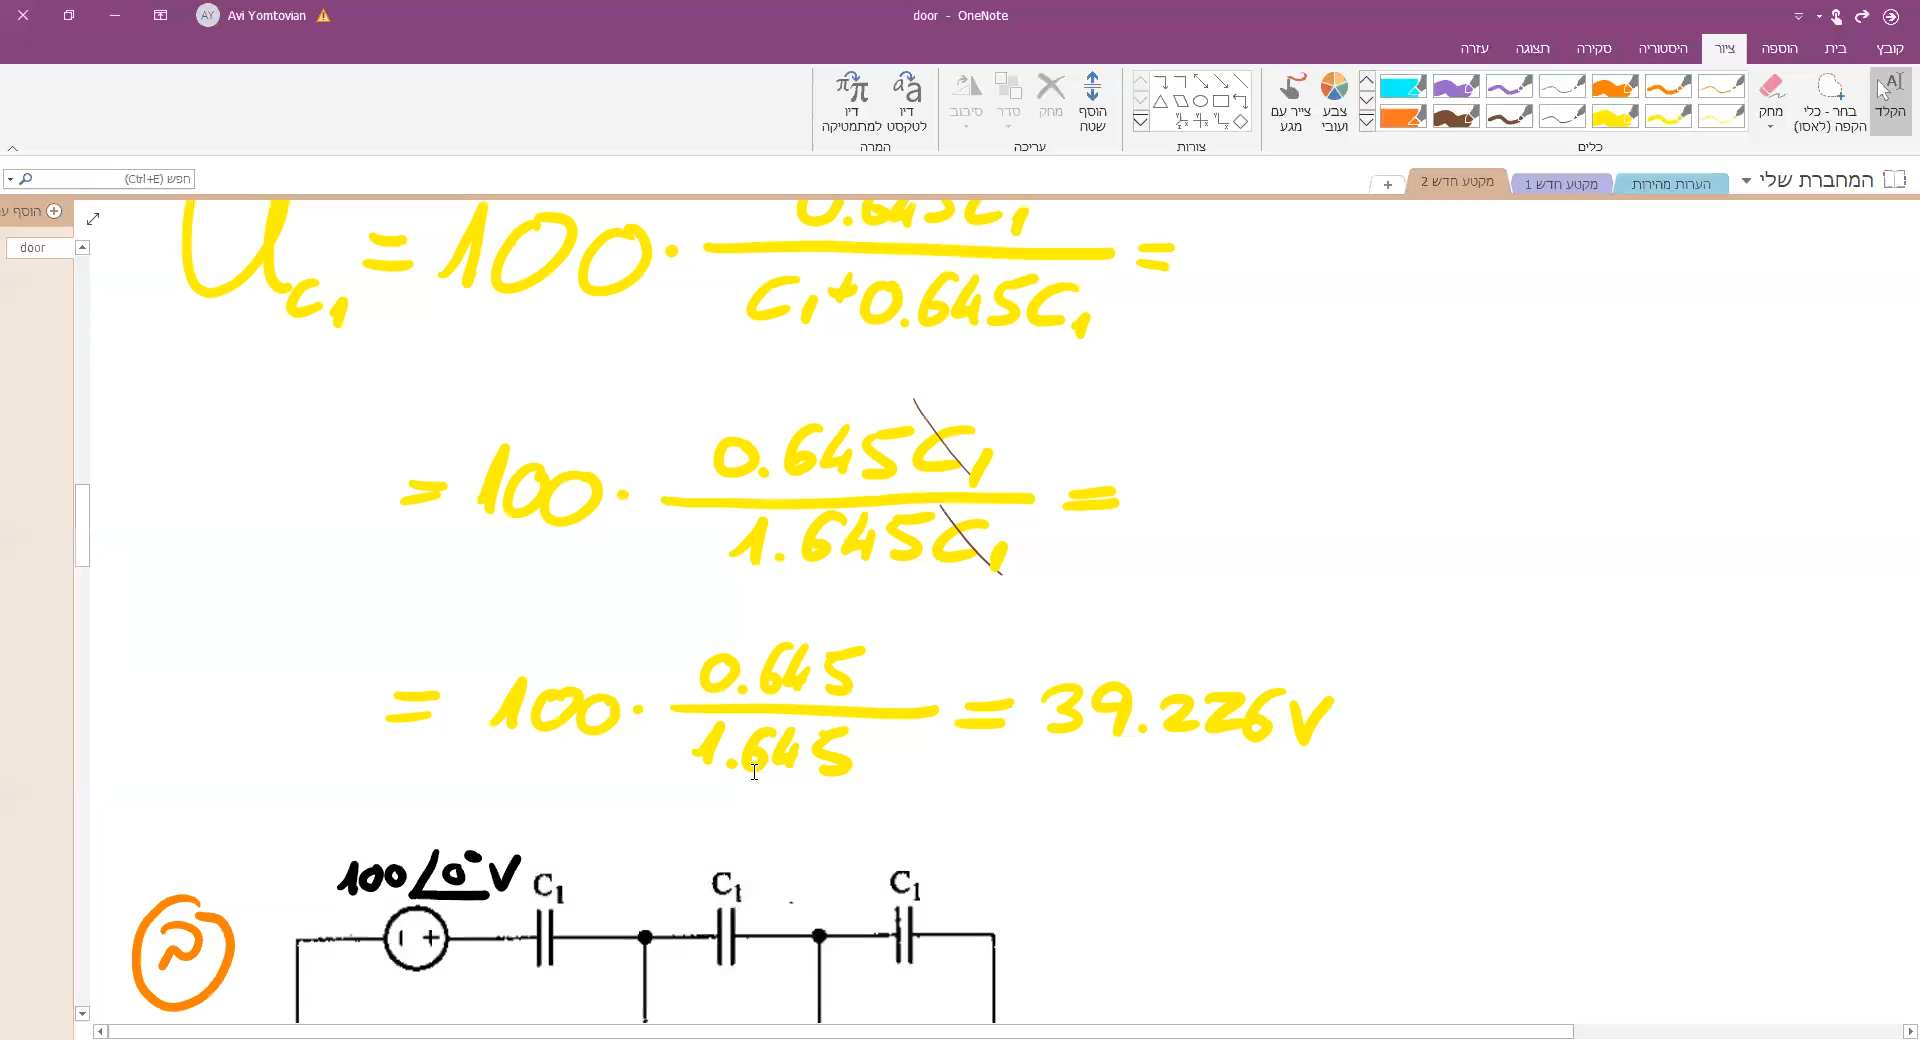 AY Avi Yomtovian
door - OneNote
קובץ בית הוספה ציור היסטוריה סקירה תצוגה עזרה
הקלד
בחר - כלי הקפה (לאסו)
מחק
כלים
צבע ועובי
צייר עם מגע
צורות
הוסף שטח
מחק
סדר
סיבוב
עריכה
דיו לטקסט
דיו למתמטיקה
המרה
חפש (Ctrl+E)
המחברת שלי הערות מהירות מקטע חדש 1 מקטע חדש 2 +
door
U_C1 = 100 · 0.645C1 / C1+0.645C1 =
= 100 · 0.645C1 / 1.645C1 =
= 100 · 0.645 / 1.645 = 39.226V
100∠0° V
C1 C1 C1